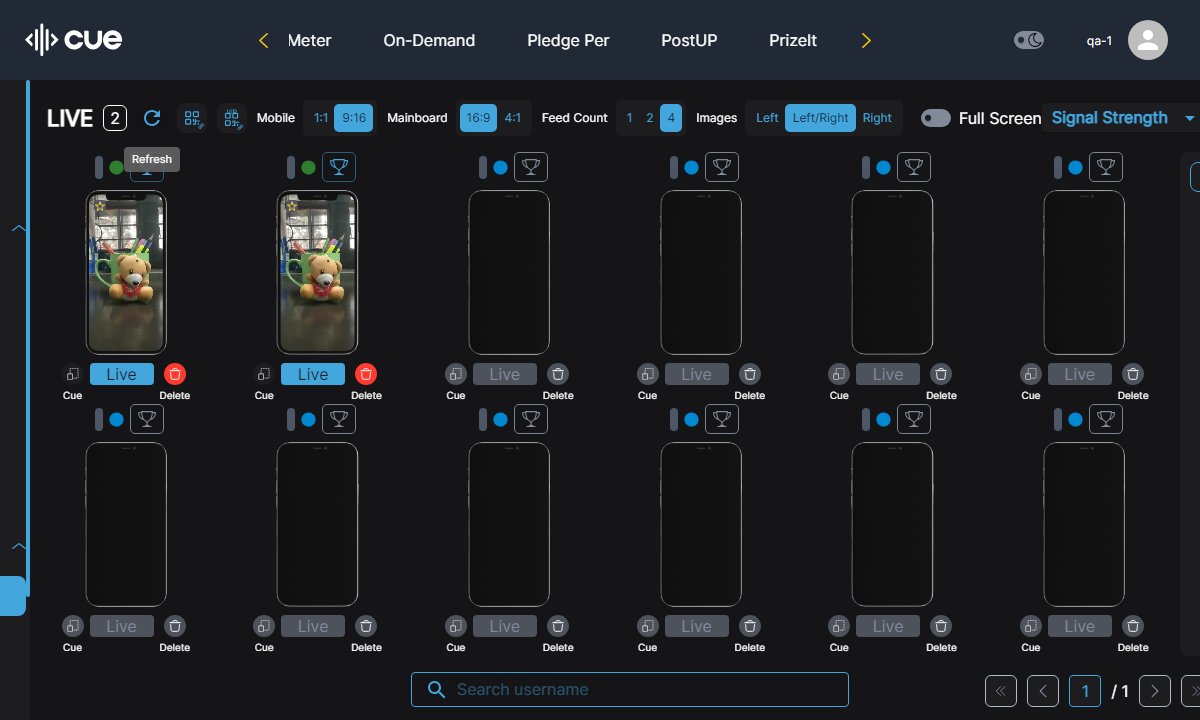 cue
Meter On-Demand Pledge Per PostUP PrizeIt
qa-1
LIVE 2 Mobile 1:1 9:16 Mainboard 16:9 4:1 Feed Count 1 2 4 Images Left Left/Right Right Full Screen Signal Strength
Refresh
Live Live Live Live Live Live
Cue Delete Cue Delete Cue Delete Cue Delete Cue Delete Cue Delete
Live Live Live Live Live Live
Cue Delete Cue Delete Cue Delete Cue Delete Cue Delete Cue Delete
Search username
1 / 1